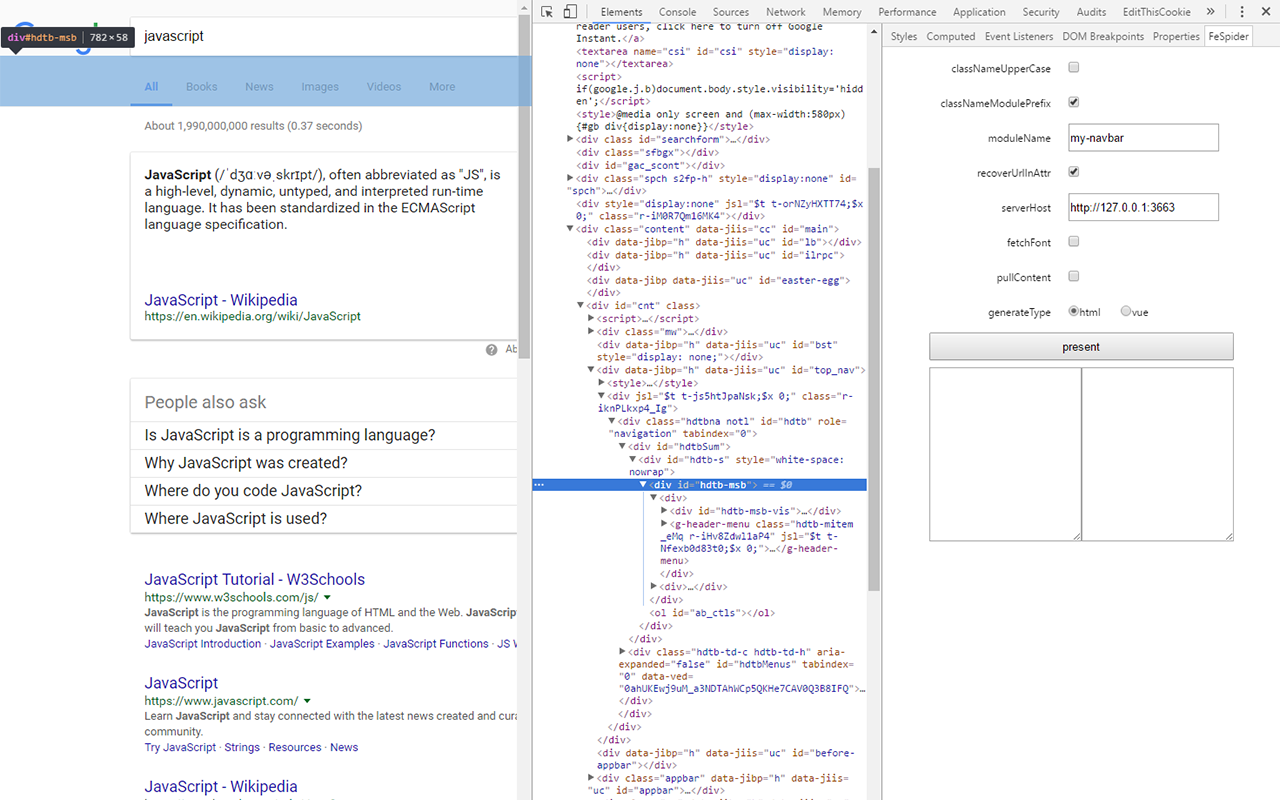 div#hdtb-msb | 782×58
javascript
All Books News Images Videos More
About 1,990,000,000 results (0.37 seconds)
JavaScript (/ˈdʒɑːvəˌskrɪpt/), often abbreviated as "JS", is
a high-level, dynamic, untyped, and interpreted run-time
language. It has been standardized in the ECMAScript
language specification.
JavaScript - Wikipedia
https://en.wikipedia.org/wiki/JavaScript
Ab
People also ask
Is JavaScript is a programming language?
Why JavaScript was created?
Where do you code JavaScript?
Where JavaScript is used?
JavaScript Tutorial - W3Schools
https://www.w3schools.com/js/
JavaScript is the programming language of HTML and the Web. JavaScript
will teach you JavaScript from basic to advanced.
JavaScript Introduction · JavaScript Examples · JavaScript Functions · JS W
JavaScript
https://www.javascript.com/
Learn JavaScript and stay connected with the latest news created and cura
community.
Try JavaScript · Strings · Resources · News
JavaScript - Wikipedia
Elements Console Sources Network Memory Performance Application Security Audits EditThisCookie »
reader users, click here to turn off Google
Instant.</a>
<textarea name="csi" id="csi" style="display:
none"></textarea>
<script>
if(google.j.b)document.body.style.visibility='hidd
en';</script>
<style>@media only screen and (max-width:580px)
{#gb div{display:none}}</style>
<div class id="searchform">…</div>
<div class="sfbgx"></div>
<div id="gac_scont"></div>
<div class="spch s2fp-h" style="display:none" id=
"spch">…</div>
<div style="display:none" jsl="$t t-orNZyHXTT74;$x
0;" class="r-iM0R7Qm16MK4"></div>
<div class="content" data-jiis="cc" id="main">
<div data-jibp="h" data-jiis="uc" id="lb"></div>
<div data-jibp="h" data-jiis="uc" id="ilrpc">
</div>
<div data-jibp data-jiis="uc" id="easter-egg">
</div>
<div id="cnt" class>
<script>…</script>
<div class="mw">…</div>
<div data-jibp="h" data-jiis="uc" id="bst"
style="display: none;"></div>
<div data-jibp="h" data-jiis="uc" id="top_nav">
<style>…</style>
<div jsl="$t t-js5htJpaNsk;$x 0;" class="r-
iknPLkxp4_Ig">
<div class="hdtbna notl" id="hdtb" role=
"navigation" tabindex="0">
<div id="hdtbSum">
<div id="hdtb-s" style="white-space:
nowrap">
… <div id="hdtb-msb"> == $0
<div>
<div id="hdtb-msb-vis">…</div>
<g-header-menu class="hdtb-mitem
_eMq r-iHv8Zdwl1aP4" jsl="$t t-
Nfexb0d83t0;$x 0;">…</g-header-
menu>
</div>
<div>…</div>
</div>
<ol id="ab_ctls"></ol>
</div>
</div>
<div class="hdtb-td-c hdtb-td-h" aria-
expanded="false" id="hdtbMenus" tabindex=
"0" data-ved=
"0ahUKEwj9uM_a3NDTAhWCp5QKHe7CAV0Q3B8IFQ">…
</div>
</div>
</div>
</div>
<div data-jibp="h" data-jiis="uc" id="before-
appbar"></div>
<div class="appbar" data-jibp="h" data-jiis=
"uc" id="appbar">…</div>
Styles Computed Event Listeners DOM Breakpoints Properties FeSpider
classNameUpperCase
classNameModulePrefix
moduleName my-navbar
recoverUrlInAttr
serverHost http://127.0.0.1:3663
fetchFont
pullContent
generateType html vue
present